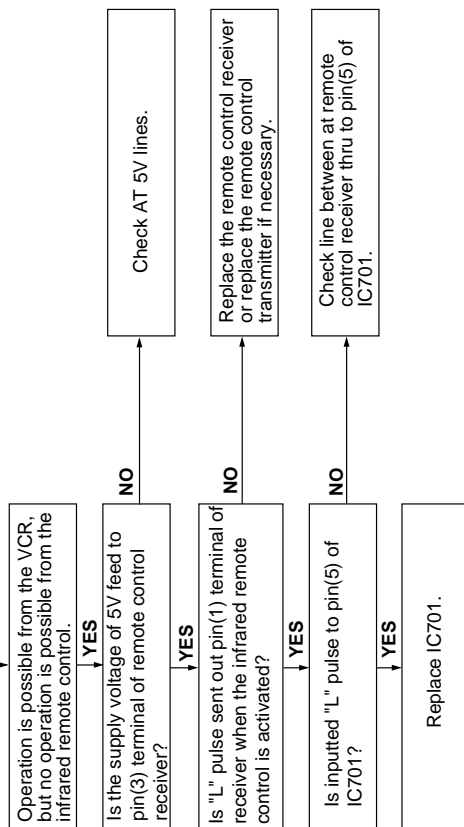 Operation is possible from the VCR,
but no operation is possible from the
infrared remote control.
YES
Is the supply voltage of 5V feed to
pin(3) terminal of remote control
receiver?
NO
Check AT 5V lines.
YES
Is "L" pulse sent out pin(1) terminal of
receiver when the infrared remote
control is activated?
NO
Replace the remote control receiver
or replace the remote control
transmitter if necessary.
YES
Is inputted "L" pulse to pin(5) of
IC701?
NO
Check line between at remote
control receiver thru to pin(5) of
IC701.
YES
Replace IC701.